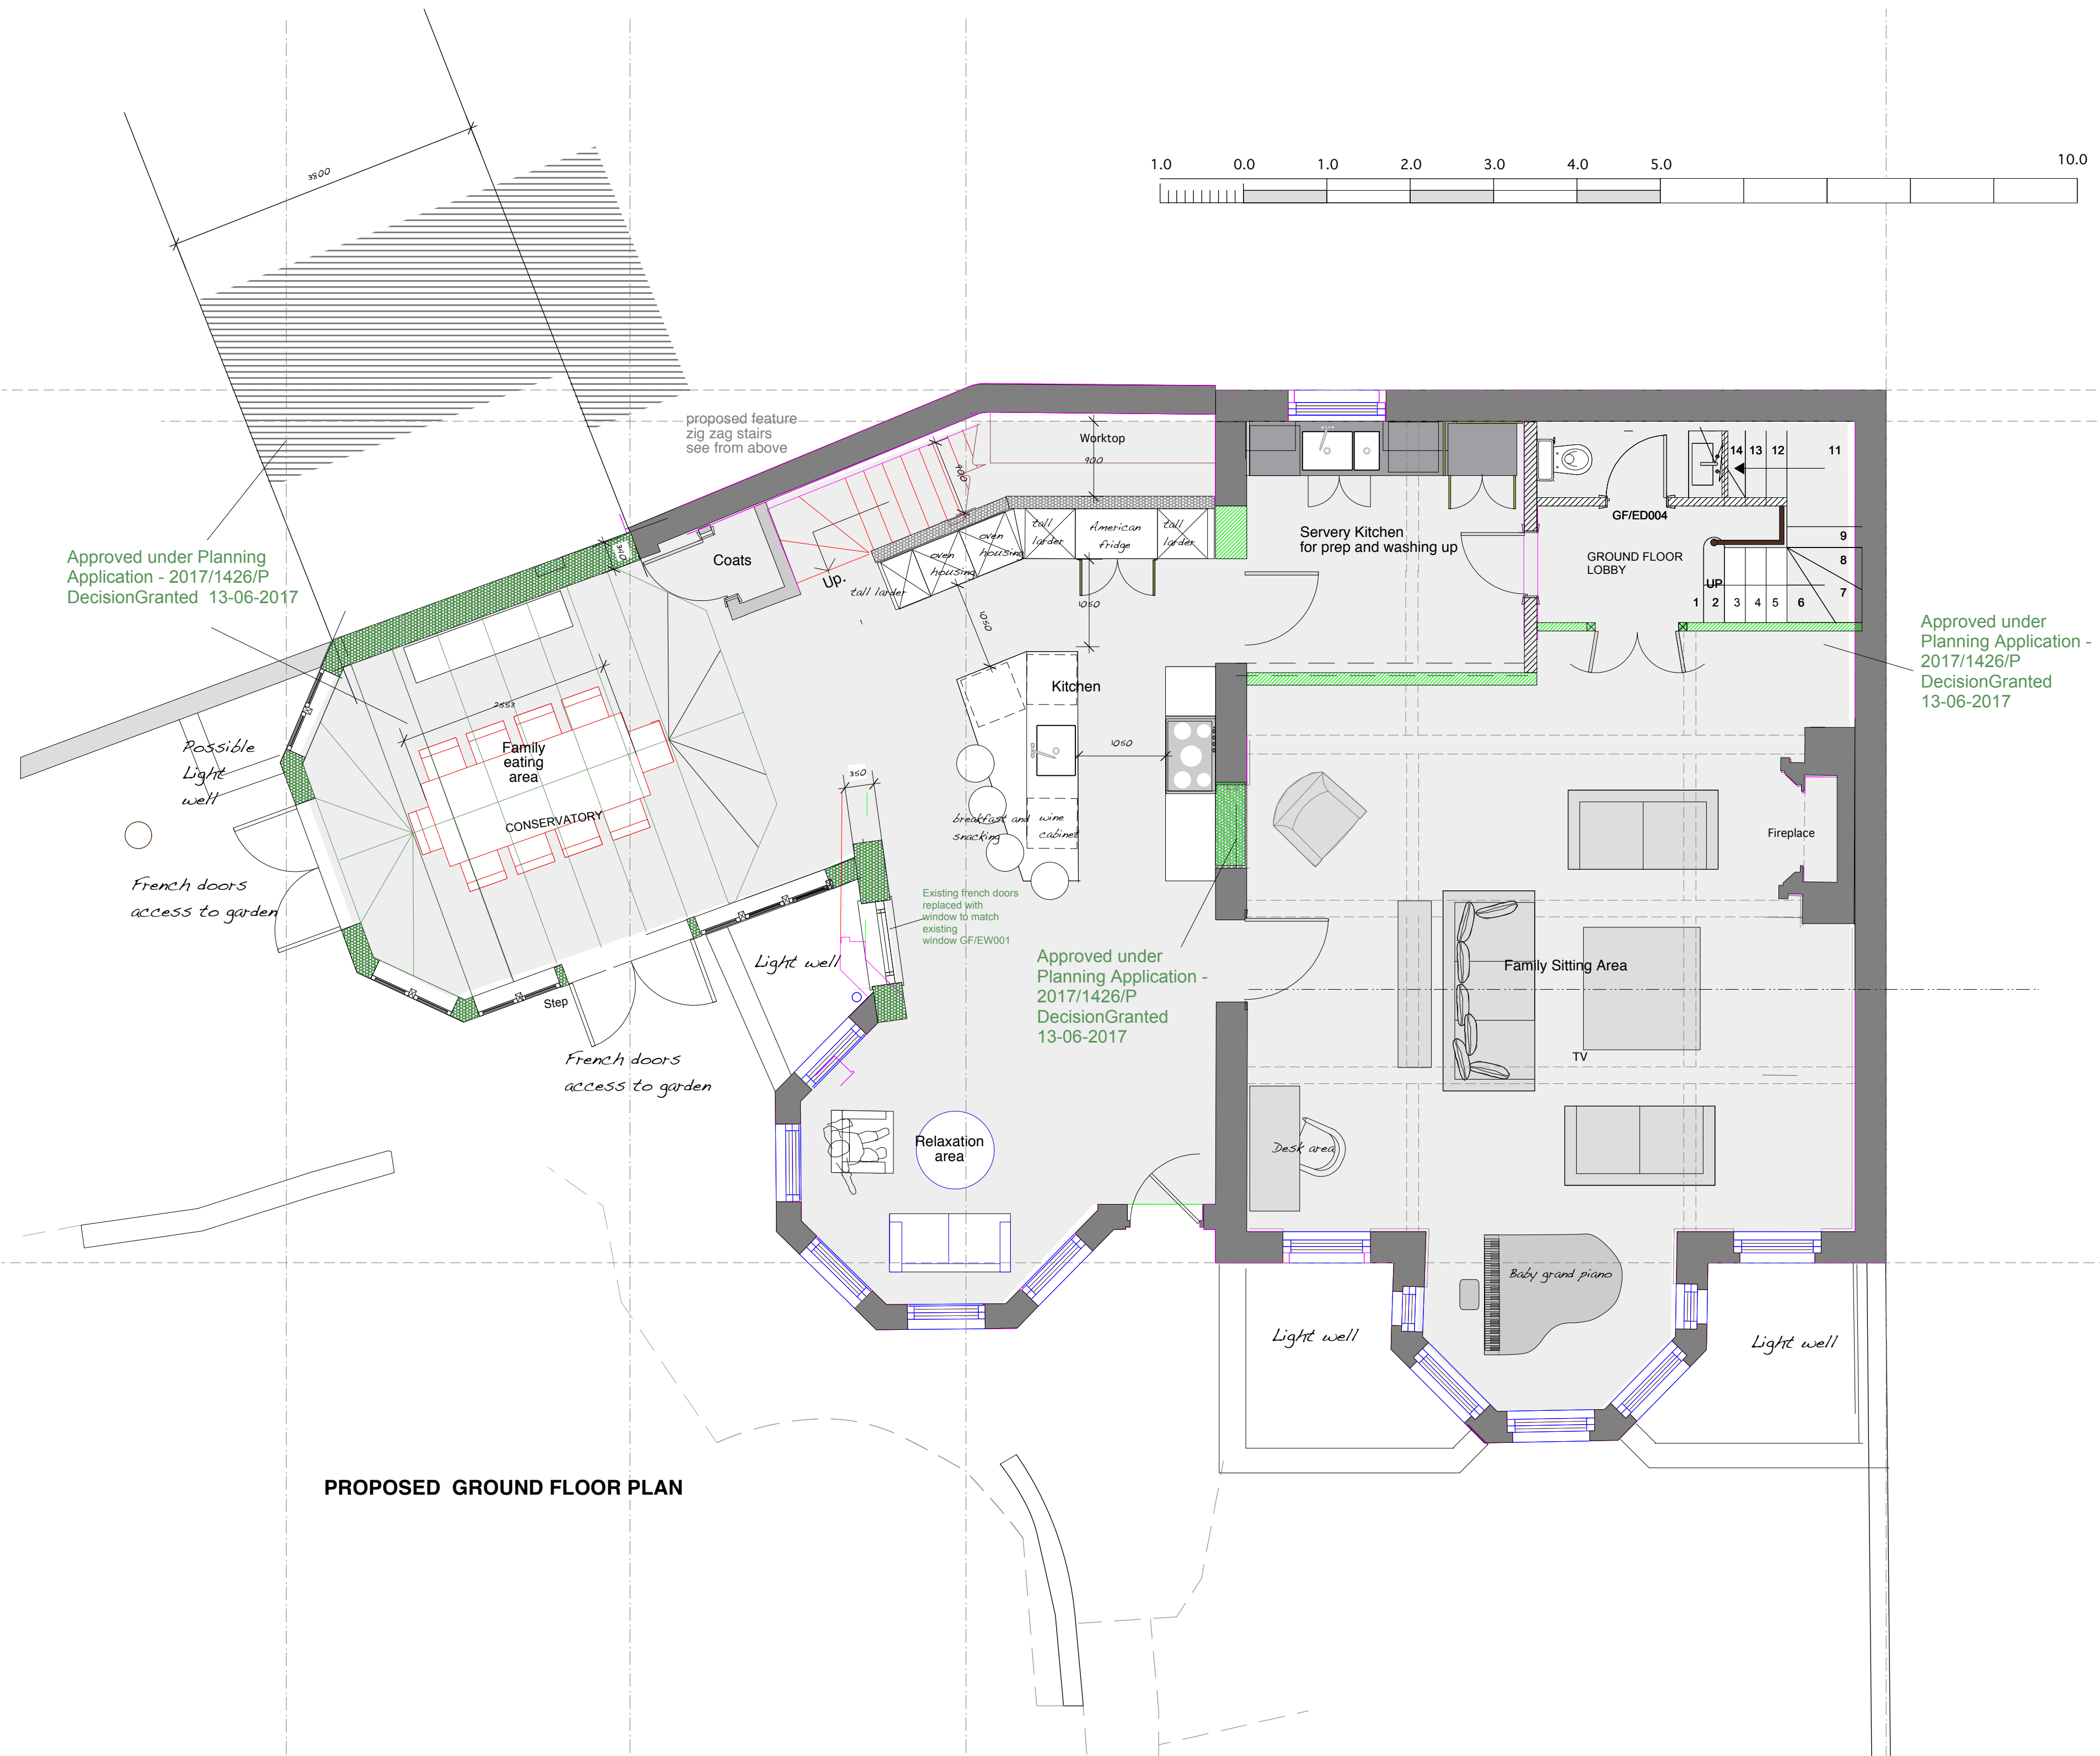 1.0 0.0 1.0 2.0 3.0 4.0 5.0 10.0
3800
proposed feature
zig zag stairs
see from above
Worktop
900
900
Approved under Planning
Application - 2017/1426/P
DecisionGranted 13-06-2017
340
Coats
Up.
tall larder
oven
housing
oven
housing
tall
larder
American
fridge
tall
larder
1050
1050
Servery Kitchen
for prep and washing up
14 13 12 11
GF/ED004
GROUND FLOOR
LOBBY
9
8
7
UP
1 2 3 4 5 6
Approved under
Planning Application -
2017/1426/P
DecisionGranted
13-06-2017
Kitchen
1050
2553
Family
eating
area
CONSERVATORY
Possible
Light
well
350
breakfast and
snacking
wine
cabinet
Fireplace
French doors
access to garden
Existing french doors
replaced with
window to match
existing
window GF/EW001
Light well
Approved under
Planning Application -
2017/1426/P
DecisionGranted
13-06-2017
Family Sitting Area
Step
TV
French doors
access to garden
Relaxation
area
Desk area
Baby grand piano
Light well
Light well
PROPOSED GROUND FLOOR PLAN